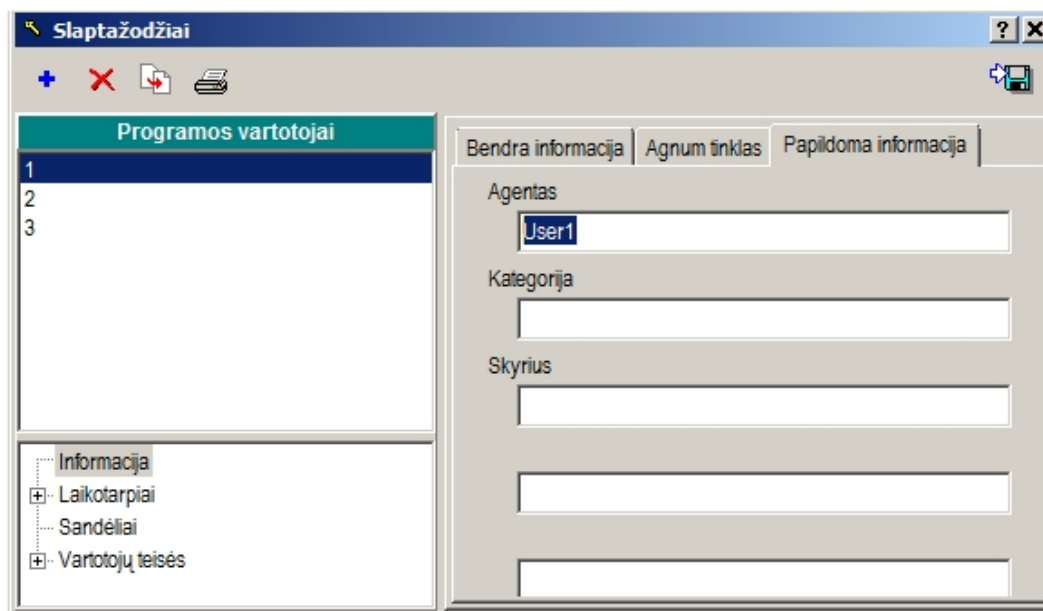 Slaptažodžiai
Programos vartotojai
1
2
3
Informacija
Laikotarpiai
Sandėliai
Vartotojų teisės
Bendra informacija
Agnum tinklas
Papildoma informacija
Agentas
User1
Kategorija
Skyrius